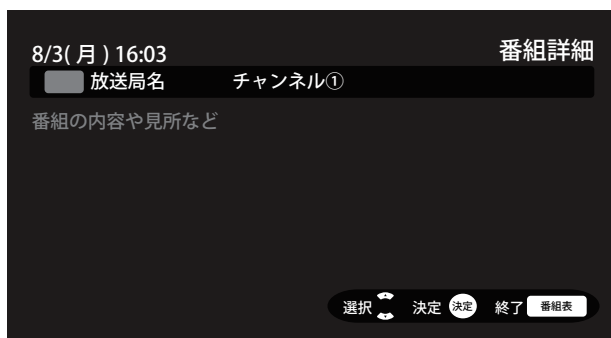 8/3( 月 ) 16:03 番組詳細
放送局名 チャンネル①
番組の内容や見所など
選択 決定 決定 終了 番組表